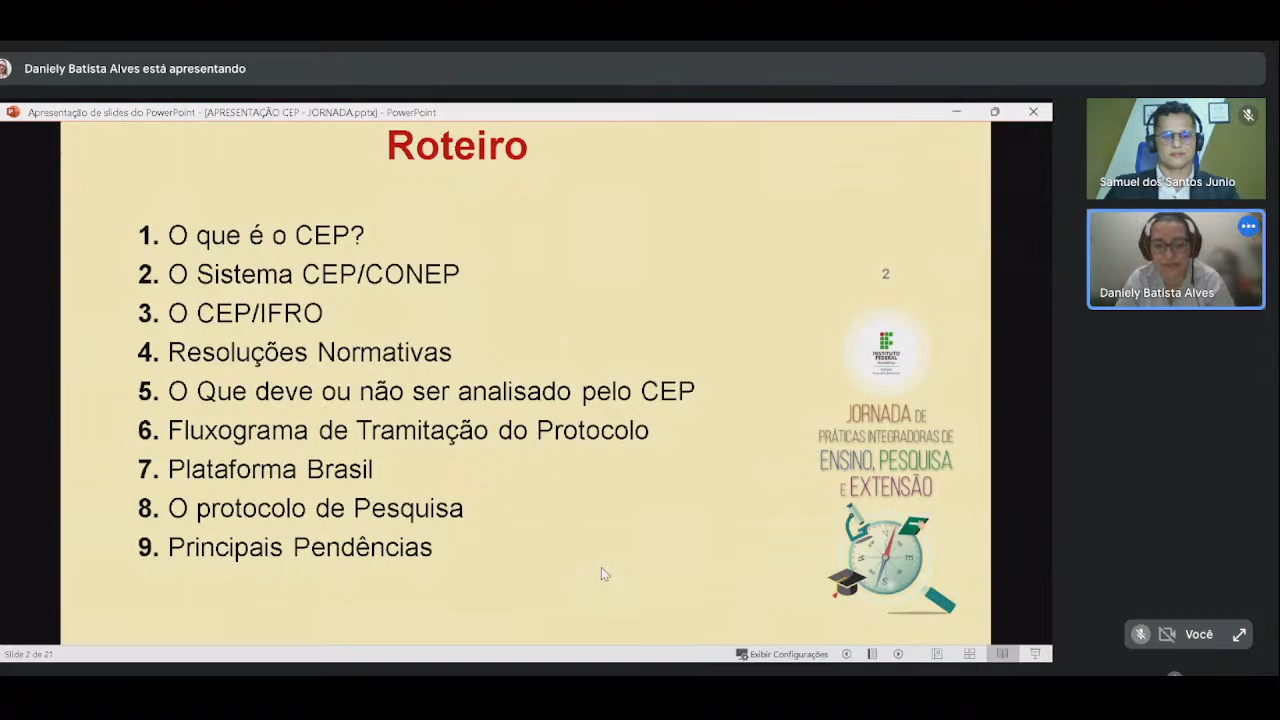 Daniely Batista Alves está apresentando
Apresentação de slides do PowerPoint - [APRESENTAÇÃO CEP - JORNADA.pptx] - PowerPoint
Roteiro
1. O que é o CEP?
2. O Sistema CEP/CONEP
3. O CEP/IFRO
4. Resoluções Normativas
5. O Que deve ou não ser analisado pelo CEP
6. Fluxograma de Tramitação do Protocolo
7. Plataforma Brasil
8. O protocolo de Pesquisa
9. Principais Pendências
2
INSTITUTO
FEDERAL
JORNADA DE
PRÁTICAS INTEGRADORAS DE
ENSINO, PESQUISA
E EXTENSÃO
E
S
Samuel dos Santos Junio
Daniely Batista Alves
Você
Slide 2 de 21
Exibir Configurações